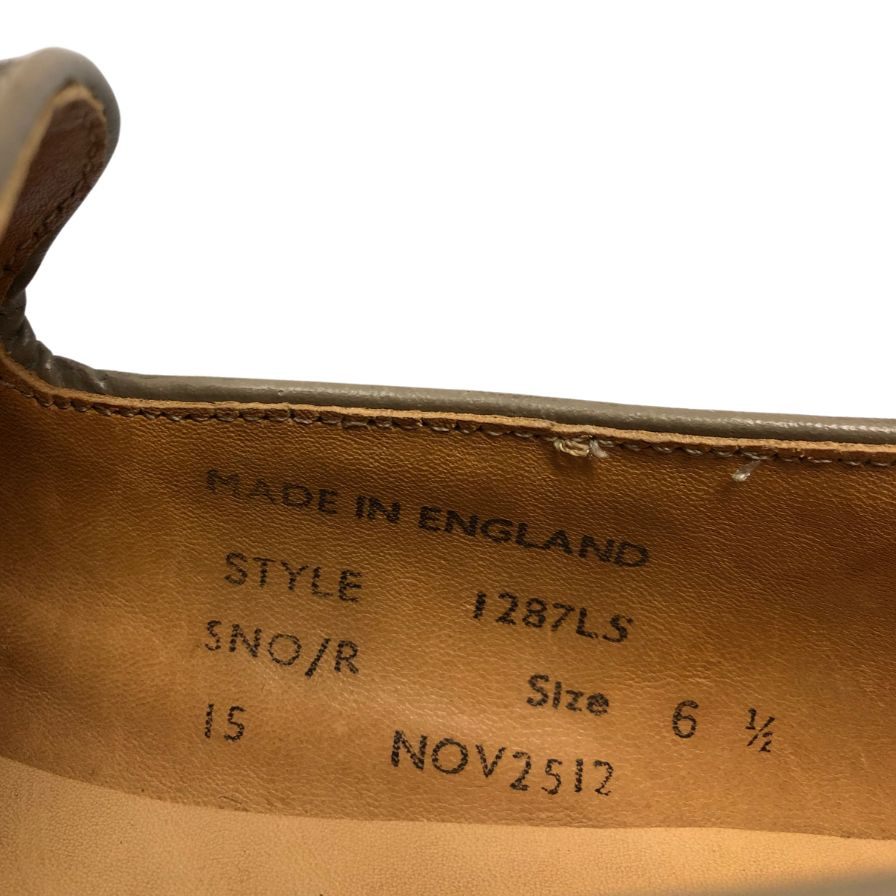 MADE IN ENGLAND
STYLE 1287LS
SNO/R Size 6 ½
15 NOV2512